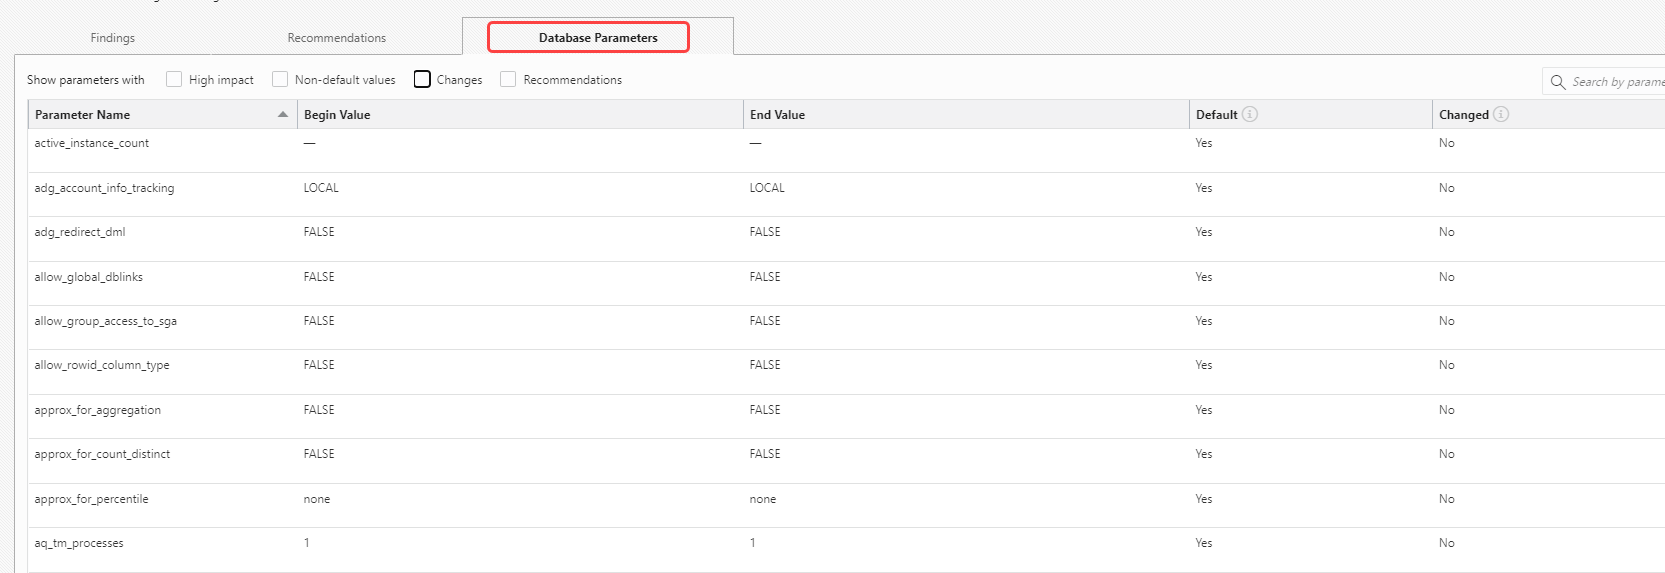 Findings Recommendations Database Parameters
Show parameters with High impact Non-default values Changes Recommendations Search by parame
Parameter Name Begin Value End Value Default Changed
active_instance_count — — Yes No
adg_account_info_tracking LOCAL LOCAL Yes No
adg_redirect_dml FALSE FALSE Yes No
allow_global_dblinks FALSE FALSE Yes No
allow_group_access_to_sga FALSE FALSE Yes No
allow_rowid_column_type FALSE FALSE Yes No
approx_for_aggregation FALSE FALSE Yes No
approx_for_count_distinct FALSE FALSE Yes No
approx_for_percentile none none Yes No
aq_tm_processes 1 1 Yes No